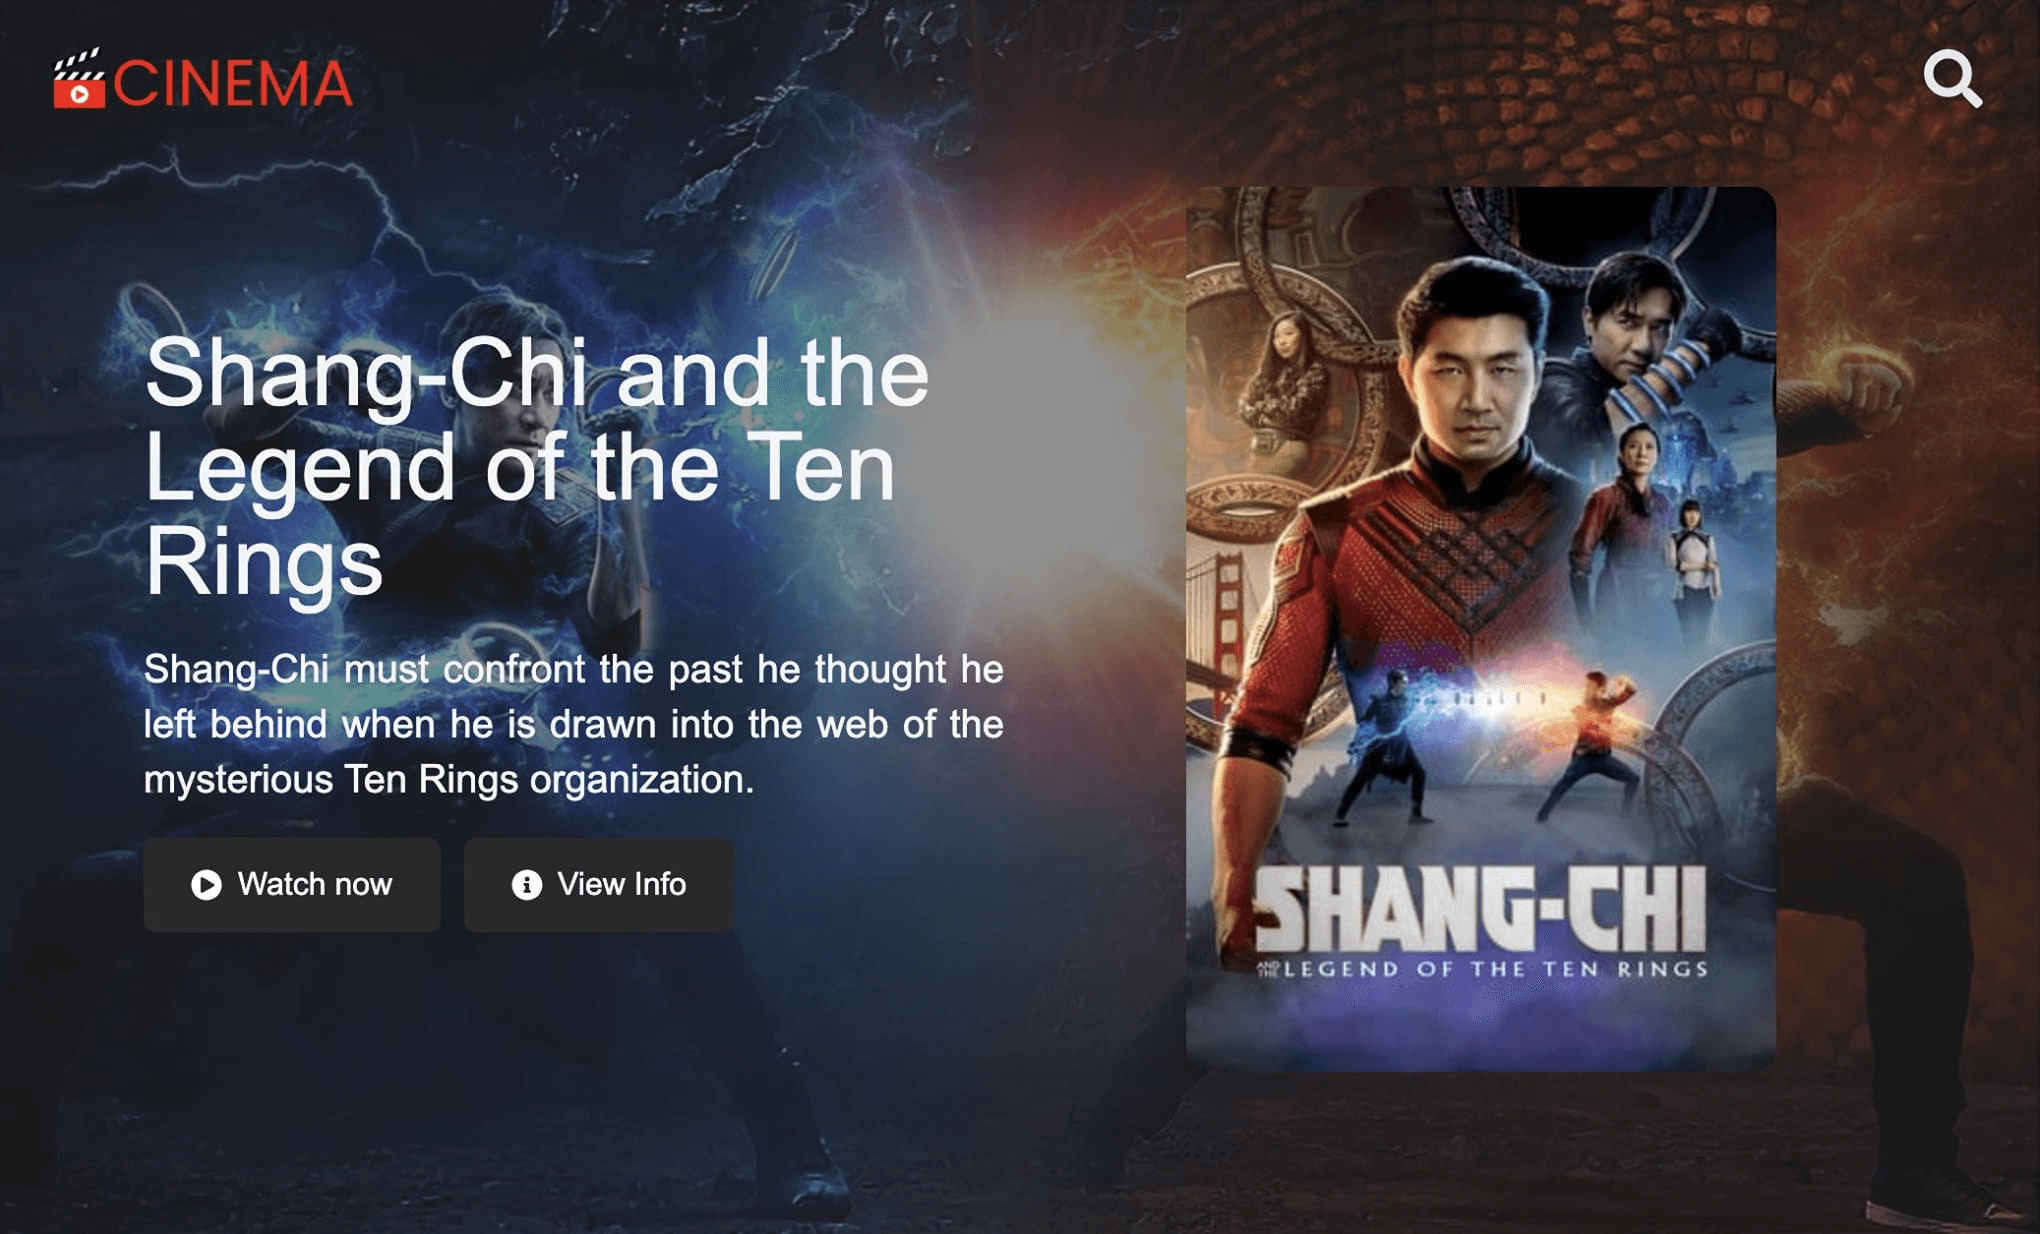 CINEMA
Shang-Chi and the
Legend of the Ten
Rings
Shang-Chi must confront the past he thought he
left behind when he is drawn into the web of the
mysterious Ten Rings organization.
Watch now
View Info
SHANG-CHI
AND THE LEGEND OF THE TEN RINGS